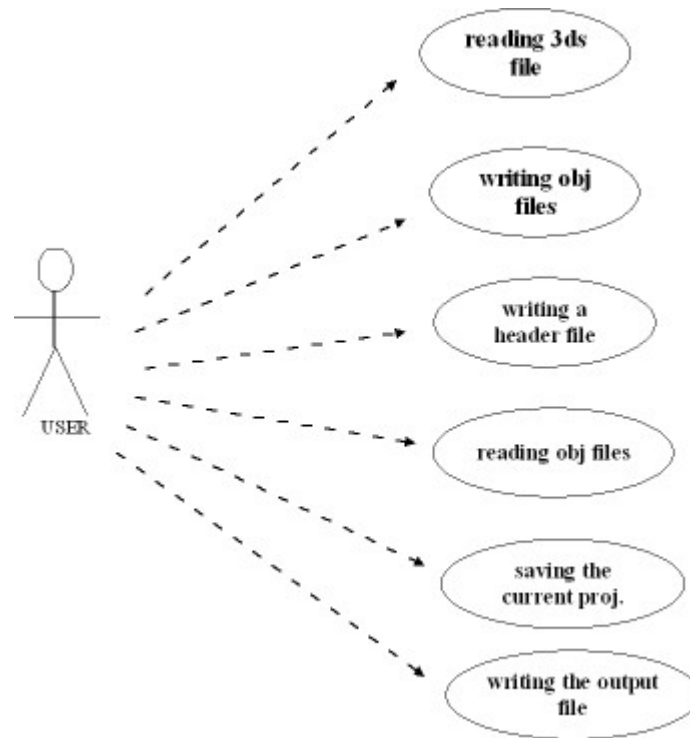 reading 3ds
file
writing obj
files
writing a
header file
USER
reading obj files
saving the
current proj.
writing the output
file